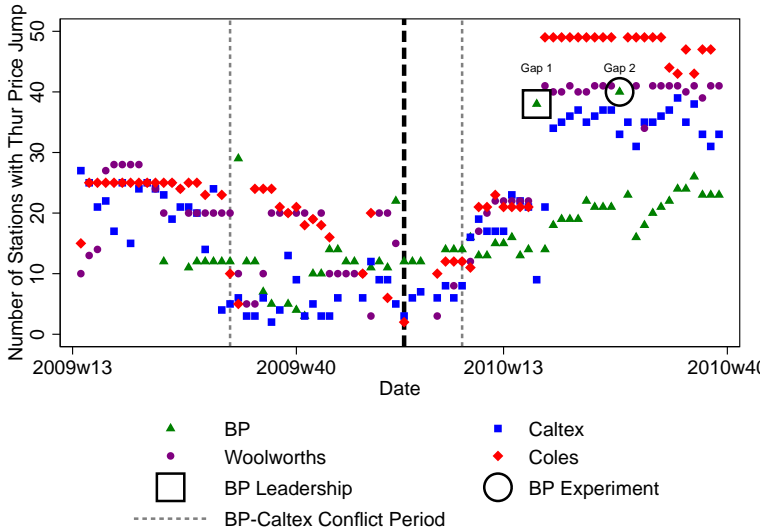 Number of Stations with Thur Price Jump
50
40
30
20
10
0
Gap 1
Gap 2
2009w13
2009w40
2010w13
2010w40
Date
BP
Caltex
Woolworths
Coles
BP Leadership
BP Experiment
BP-Caltex Conflict Period